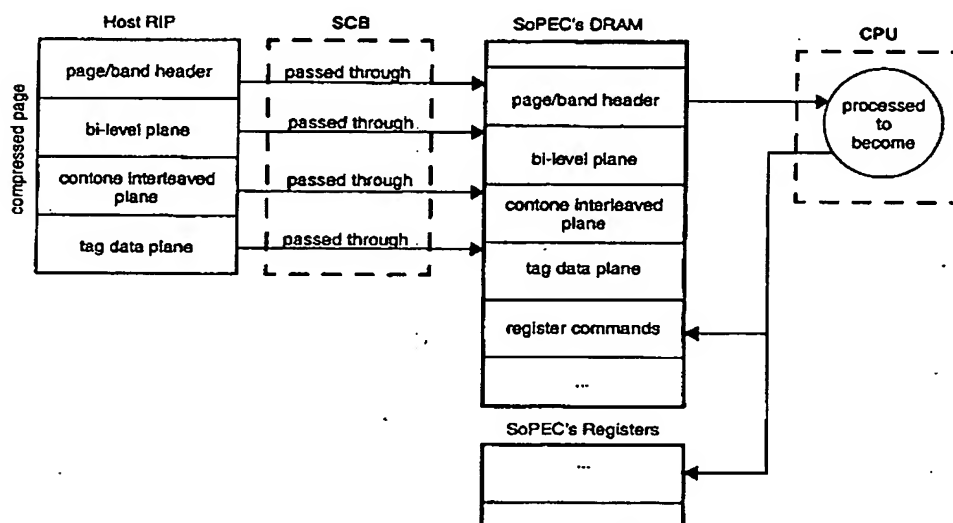 Host RIP
SCB
SoPEC's DRAM
CPU
compressed page
page/band header
bi-level plane
contone interleaved
plane
tag data plane
passed through
passed through
passed through
passed through
page/band header
bi-level plane
contone interleaved
plane
tag data plane
register commands
...
processed
to
become
SoPEC's Registers
...